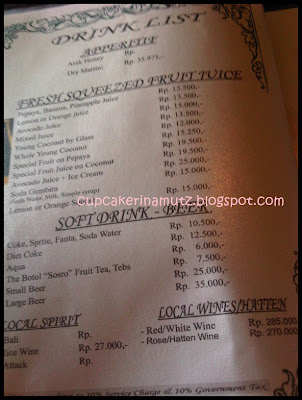 DRINK LIST
APPERITIF
Arak Honey Rp.
Dry Martini Rp. 35.975,-
FRESH SQUEEZED FRUIT JUICE
Papaya, Banana, Pineapple Juice Rp. 13.500,-
Lemon or Orange juice Rp. 13.500,-
Avocado Juice Rp. 15.000,-
Mixed Juice Rp. 13.500,-
Young Coconut by Glass Rp. 12.000,-
Whole Young Coconut Rp. 15.250,-
Special Fruit on Papaya Rp. 19.500,-
Special Fruit Juice on Coconut Rp. 19.500,-
Avocado Juice - Ice Cream Rp. 25.000,-
Soda Gembira Rp. 15.000,-
(Soda Water, Milk, Simple syrup)
Lemon or Orange Rp. 15.000,-
cupcakerinamutz.blogspot.com
SOFT DRINK - BEER
Coke, Sprite, Fanta, Soda Water Rp. 10.500,-
Diet Coke Rp. 12.500,-
Aqua Rp. 6.000,-
The Botol "Sosro" Fruit Tea, Tebs Rp. 7.500,-
Small Beer Rp. 25.000,-
Large Beer Rp. 35.000,-
LOCAL SPIRIT
Bali Rp.
Rice Wine Rp. 27.000,-
Attack Rp.
LOCAL WINES/HATTEN
- Red/White Wine Rp. 285.000
- Rose/Hatten Wine Rp. 270.000
to 10% Service Charge & 10% Government Tax